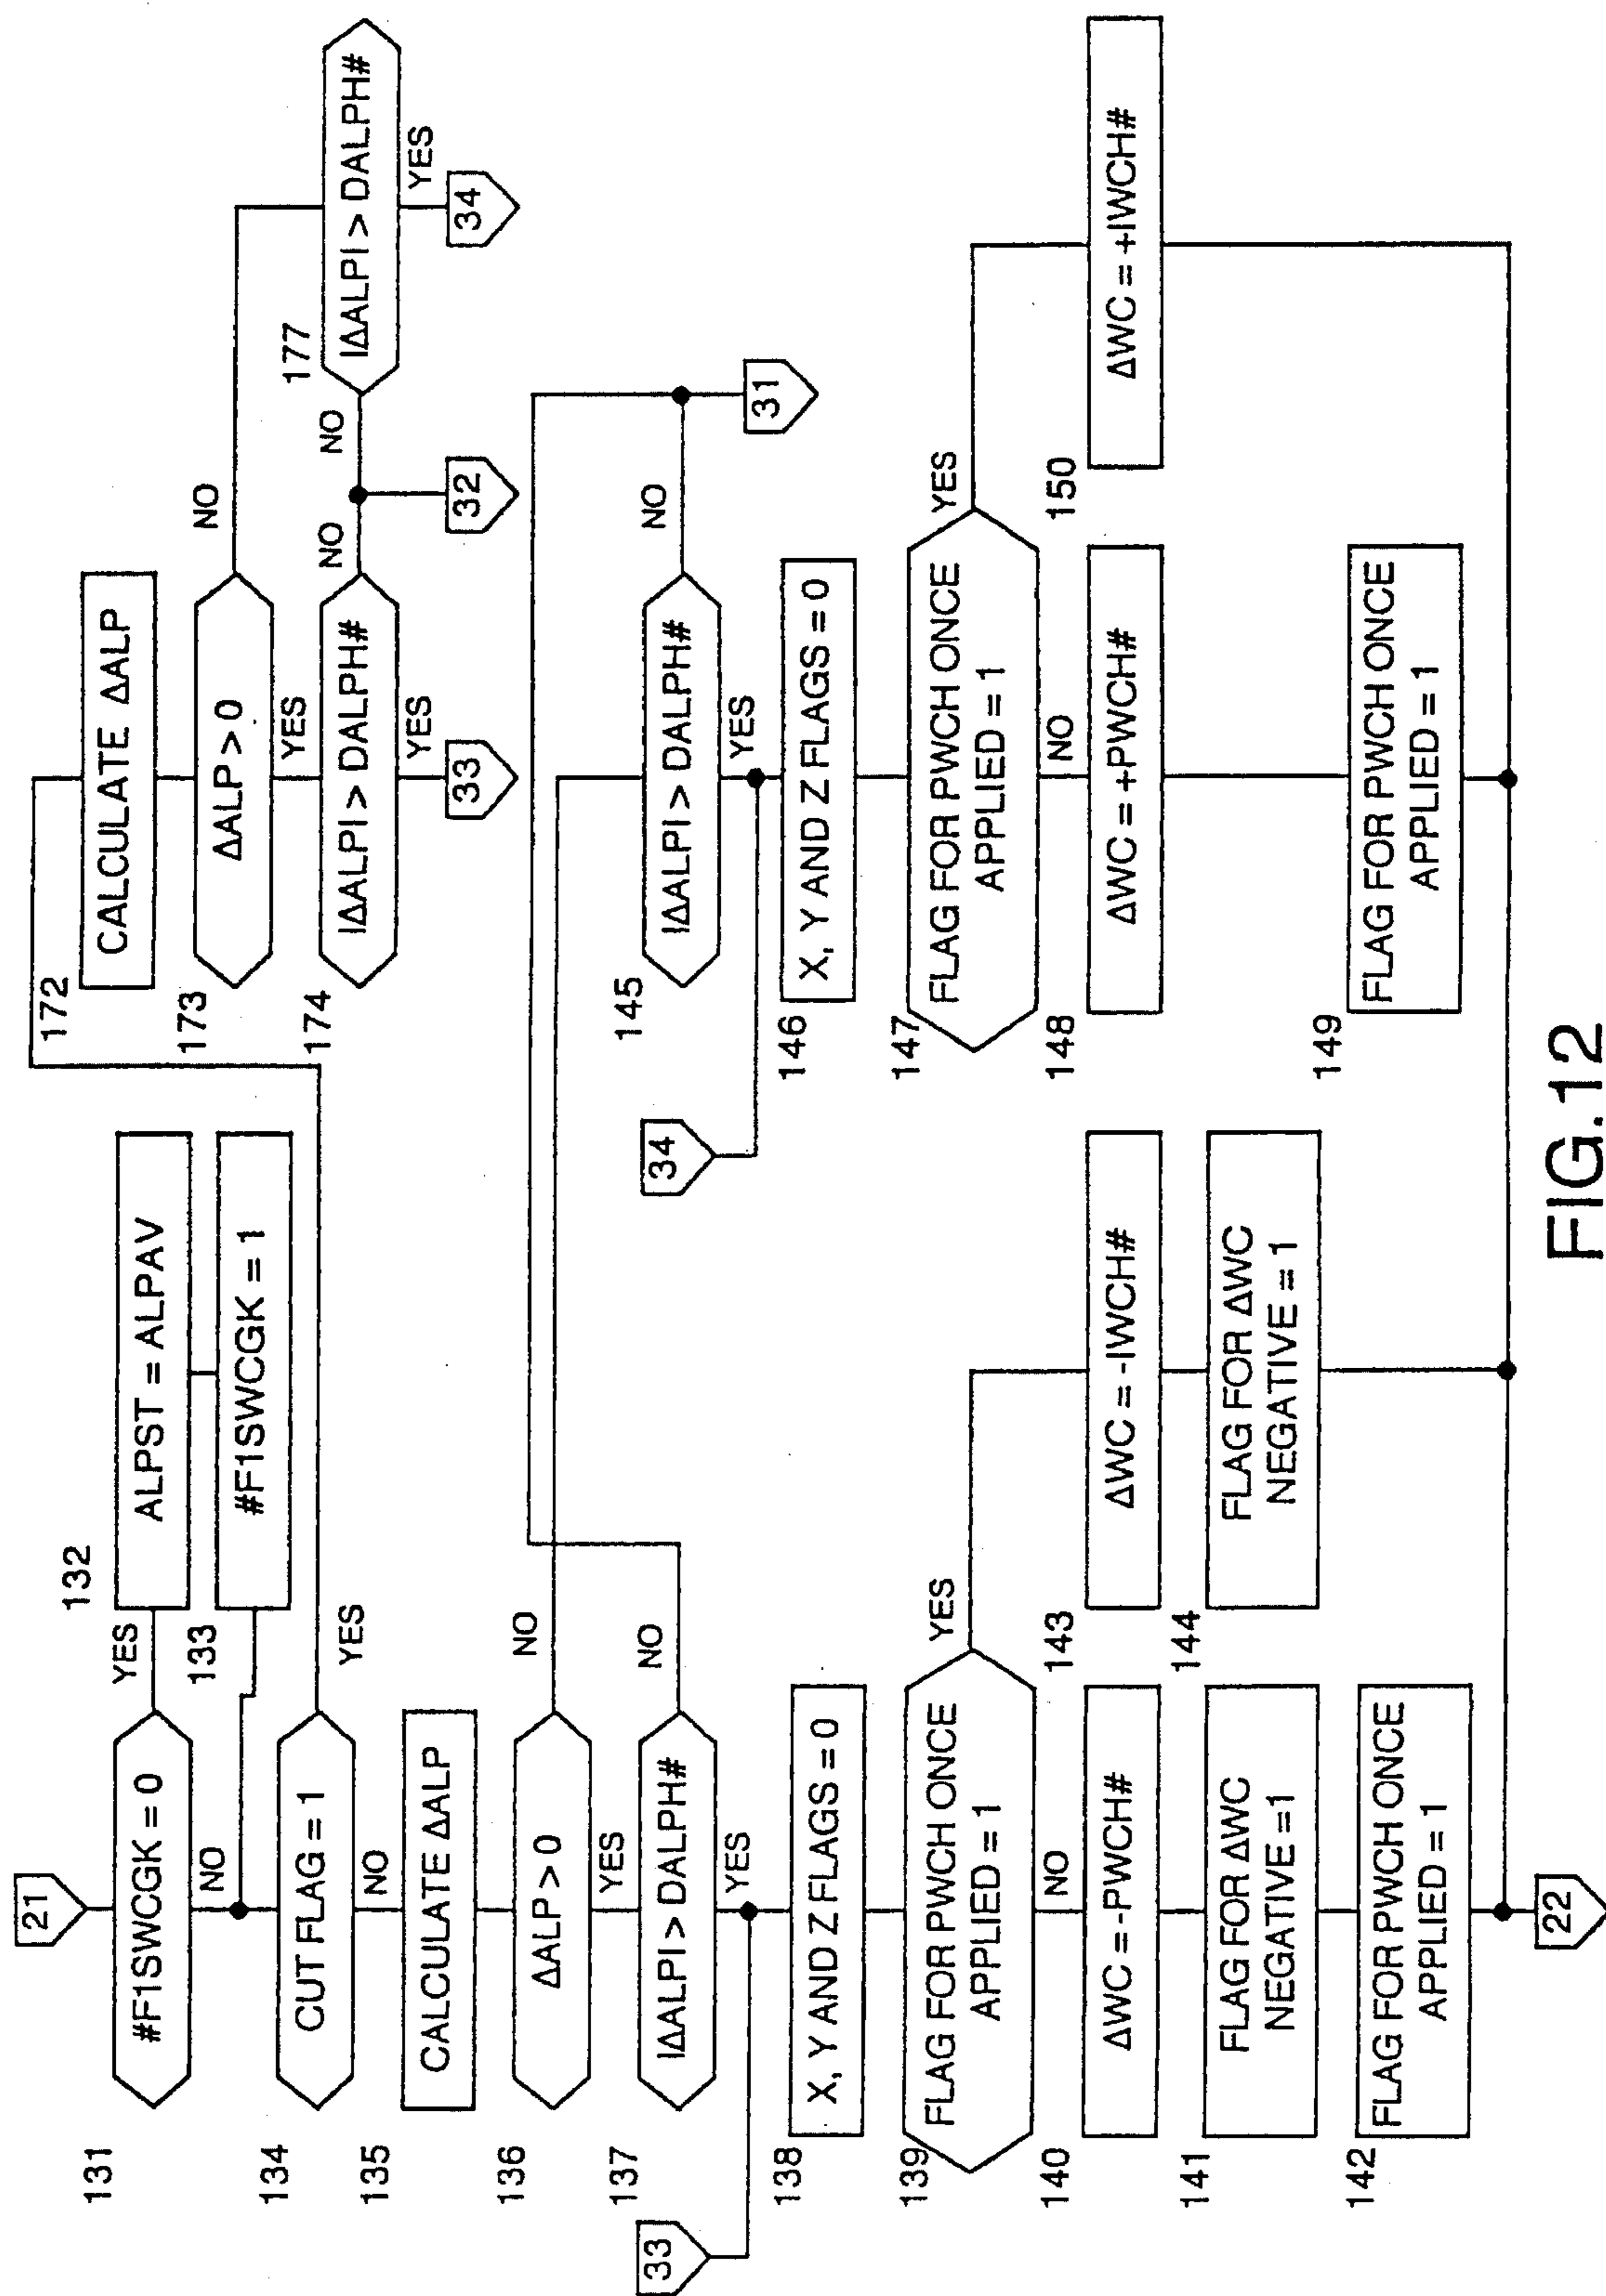 21
131
#F1SWCGK = 0
YES
NO
132
ALPST = ALPAV
133
#F1SWCGK = 1
134
CUT FLAG = 1
YES
NO
135
CALCULATE ΔALP
136
ΔALP > 0
NO
YES
137
IΔALPI > DALPH#
NO
YES
33
138
X, Y AND Z FLAGS = 0
139
FLAG FOR PWCH ONCE
APPLIED = 1
YES
NO
140
ΔWC = -PWCH#
141
FLAG FOR ΔWC
NEGATIVE =1
142
FLAG FOR PWCH ONCE
APPLIED = 1
22
143
ΔWC = -IWCH#
144
FLAG FOR ΔWC
NEGATIVE = 1
172
CALCULATE ΔALP
173
ΔALP > 0
NO
YES
174
IΔALPI > DALPH#
NO
YES
33
32
NO
177
IΔALPI > DALPH#
YES
34
145
IΔALPI > DALPH#
NO
YES
31
34
146
X, Y AND Z FLAGS = 0
147
FLAG FOR PWCH ONCE
APPLIED = 1
YES
NO
148
ΔWC = +PWCH#
149
FLAG FOR PWCH ONCE
APPLIED = 1
150
ΔWC = +IWCH#
FIG.12